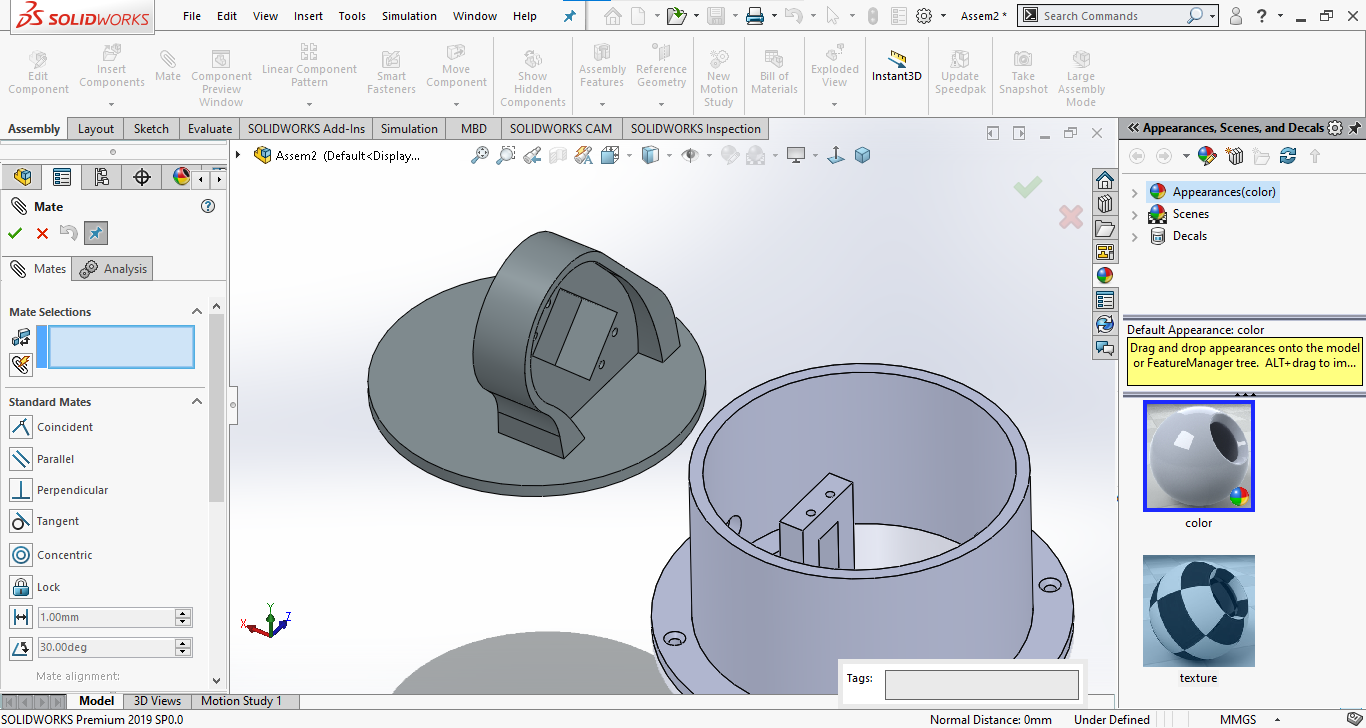 SOLIDWORKS File Edit View Insert Tools Simulation Window Help Assem2 * Search Commands
Edit Component
Insert Components
Mate
Component Preview Window
Linear Component Pattern
Smart Fasteners
Move Component
Show Hidden Components
Assembly Features
Reference Geometry
New Motion Study
Bill of Materials
Exploded View
Instant3D
Update Speedpak
Take Snapshot
Large Assembly Mode
Assembly Layout Sketch Evaluate SOLIDWORKS Add-Ins Simulation MBD SOLIDWORKS CAM SOLIDWORKS Inspection
Assem2 (Default<Display...
Mate
Mates Analysis
Mate Selections
Standard Mates
Coincident
Parallel
Perpendicular
Tangent
Concentric
Lock
1.00mm
30.00deg
Mate alignment:
Y
X
Z
Tags:
Appearances, Scenes, and Decals
Appearances(color)
Scenes
Decals
Default Appearance: color
Drag and drop appearances onto the model
or FeatureManager tree. ALT+drag to im...
color
texture
Model 3D Views Motion Study 1
SOLIDWORKS Premium 2019 SP0.0 Normal Distance: 0mm Under Defined MMGS